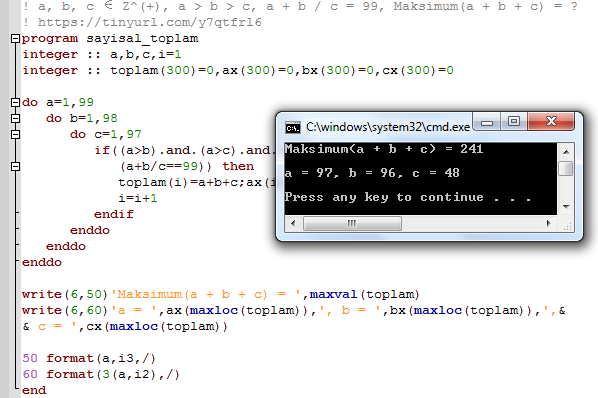 ! a, b, c ∈ Z^(+), a > b > c, a + b / c = 99, Maksimum(a + b + c) = ?
! https://tinyurl.com/y7qtfrl6
program sayisal_toplam
integer :: a,b,c,i=1
integer :: toplam(300)=0,ax(300)=0,bx(300)=0,cx(300)=0
do a=1,99
do b=1,98
do c=1,97
if((a>b).and.(a>c).and.
(a+b/c==99)) then
toplam(i)=a+b+c;ax(i
i=i+1
endif
enddo
enddo
enddo
write(6,50)'Maksimum(a + b + c) = ',maxval(toplam)
write(6,60)'a = ',ax(maxloc(toplam)),', b = ',bx(maxloc(toplam)),',&
& c = ',cx(maxloc(toplam))
50 format(a,i3,/)
60 format(3(a,i2),/)
end
C:\windows\system32\cmd.exe
Maksimum(a + b + c) = 241
a = 97, b = 96, c = 48
Press any key to continue . . .